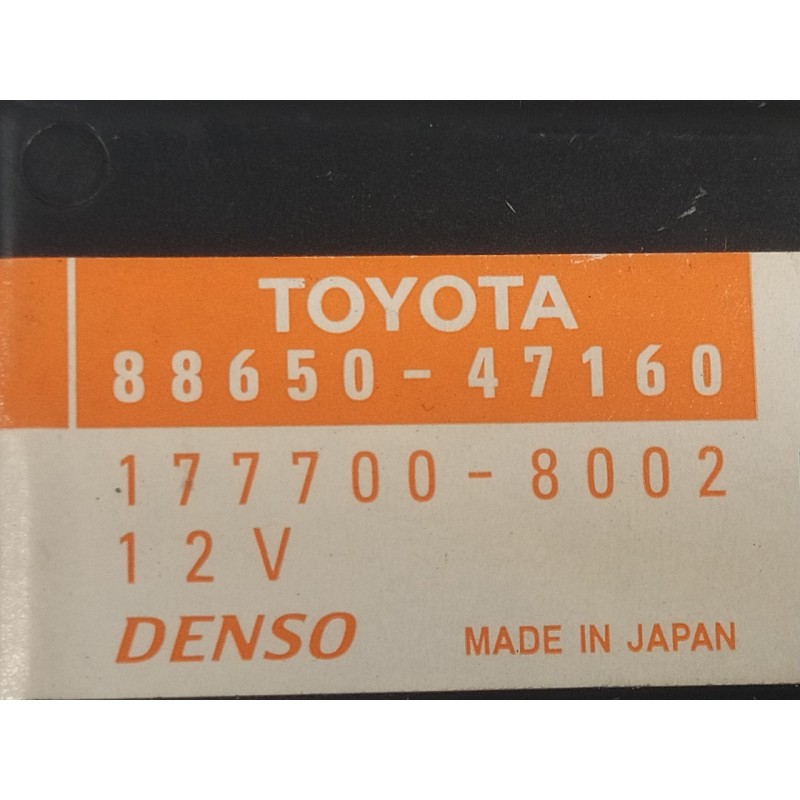 TOYOTA
88650-47160
177700-8002
12V
DENSO MADE IN JAPAN